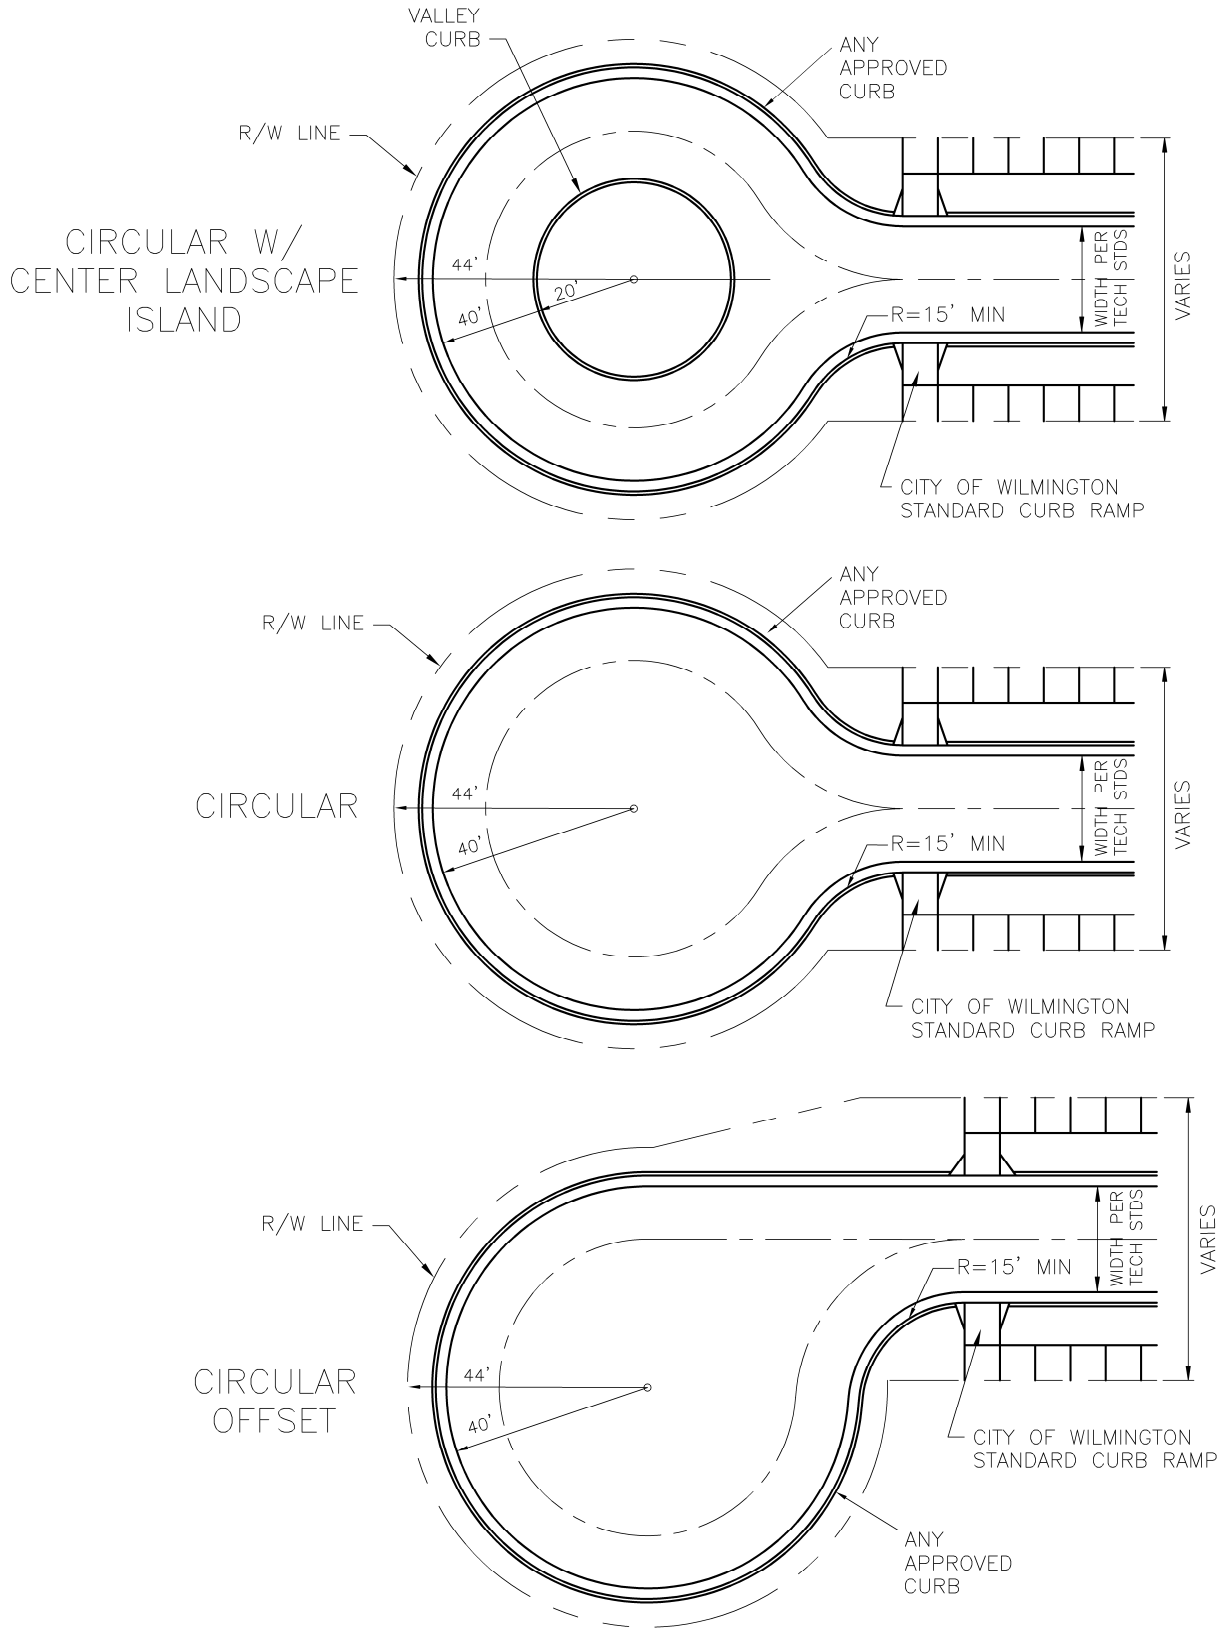 VALLEY
CURB
ANY
APPROVED
CURB
R/W LINE
CIRCULAR W/
CENTER LANDSCAPE
ISLAND
44'
20'
40'
R=15' MIN
WIDTH PER
TECH STDS
VARIES
CITY OF WILMINGTON
STANDARD CURB RAMP
ANY
APPROVED
CURB
R/W LINE
CIRCULAR
44'
40'
R=15' MIN
WIDTH PER
TECH STDS
VARIES
CITY OF WILMINGTON
STANDARD CURB RAMP
R/W LINE
WIDTH PER
TECH STDS
VARIES
R=15' MIN
CIRCULAR
OFFSET
44'
40'
CITY OF WILMINGTON
STANDARD CURB RAMP
ANY
APPROVED
CURB